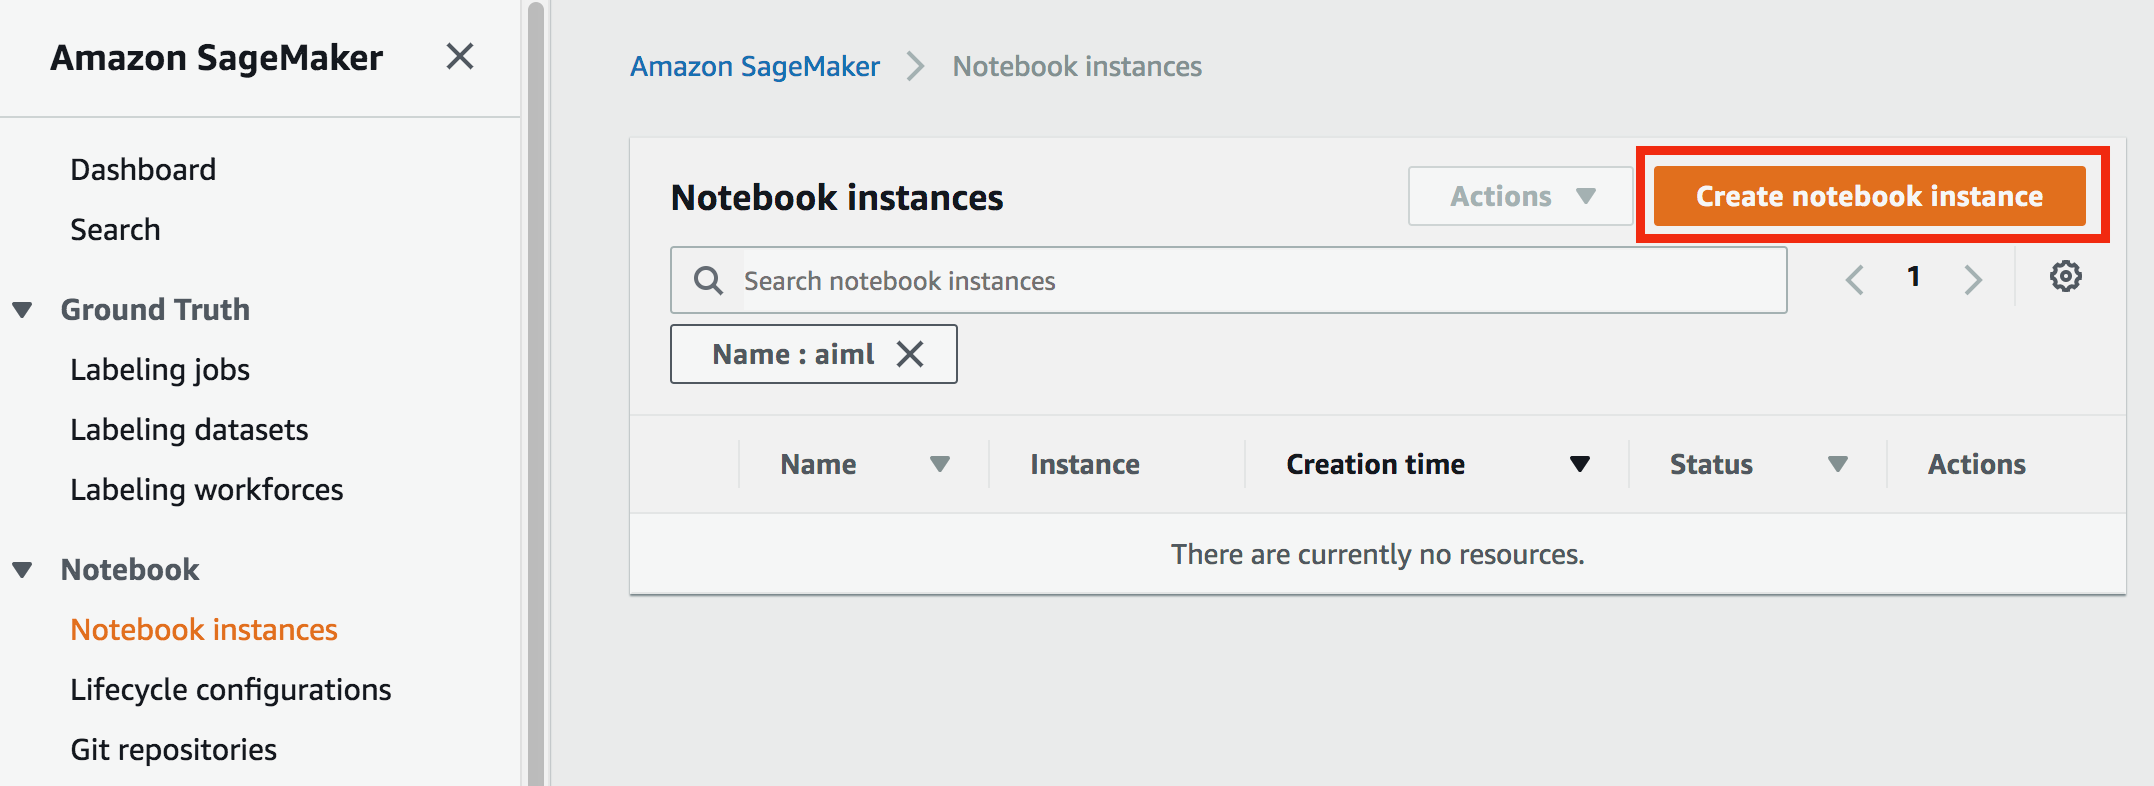 Amazon SageMaker
Dashboard
Search
Ground Truth
Labeling jobs
Labeling datasets
Labeling workforces
Notebook
Notebook instances
Lifecycle configurations
Git repositories
Amazon SageMaker > Notebook instances
Notebook instances
Actions
Create notebook instance
Search notebook instances
1
Name : aiml
Name Instance Creation time Status Actions
There are currently no resources.